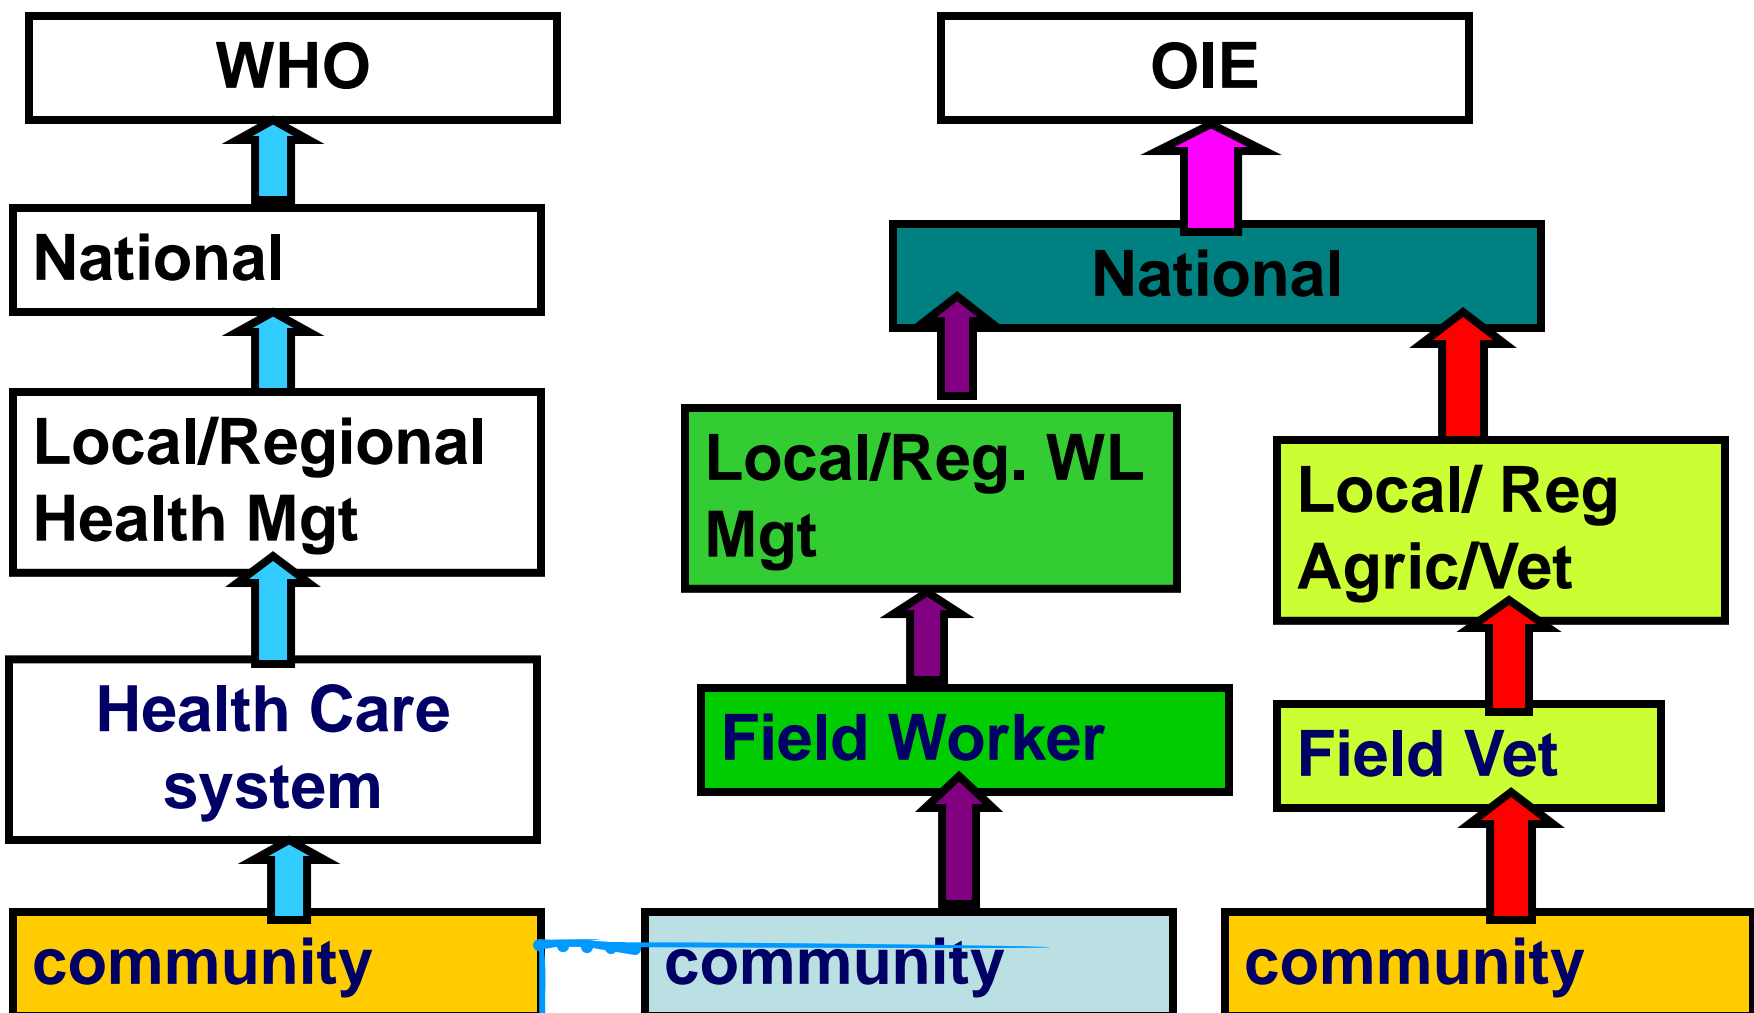 WHO
National
Local/Regional
Health Mgt
Health Care
system
community
OIE
National
Local/Reg. WL
Mgt
Field Worker
community
Local/ Reg
Agric/Vet
Field Vet
community